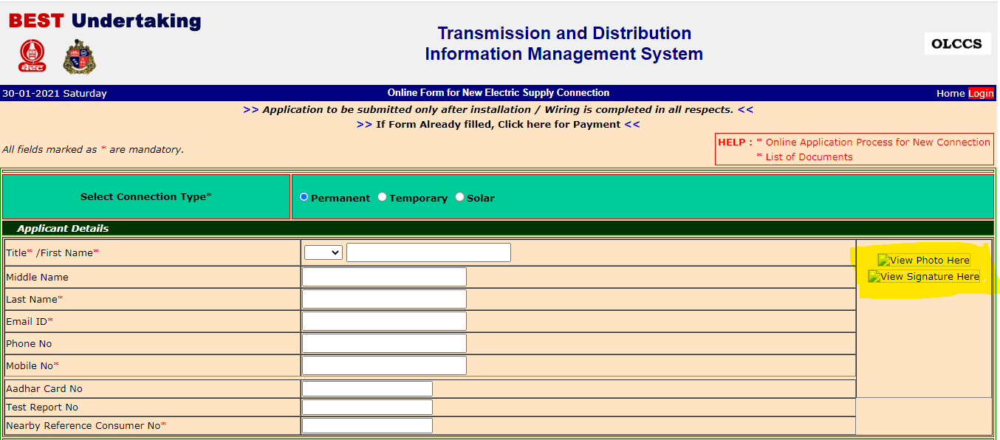 BEST Undertaking
बेस्ट
Transmission and Distribution
Information Management System
OLCCS
30-01-2021 Saturday
Online Form for New Electric Supply Connection
Home Login
>> Application to be submitted only after installation / Wiring is completed in all respects. <<
>> If Form Already filled, Click here for Payment <<
All fields marked as * are mandatory.
HELP : * Online Application Process for New Connection
* List of Documents
Select Connection Type*
Permanent Temporary Solar
Applicant Details
Title* /First Name*
View Photo Here
View Signature Here
Middle Name
Last Name*
Email ID*
Phone No
Mobile No*
Aadhar Card No
Test Report No
Nearby Reference Consumer No*